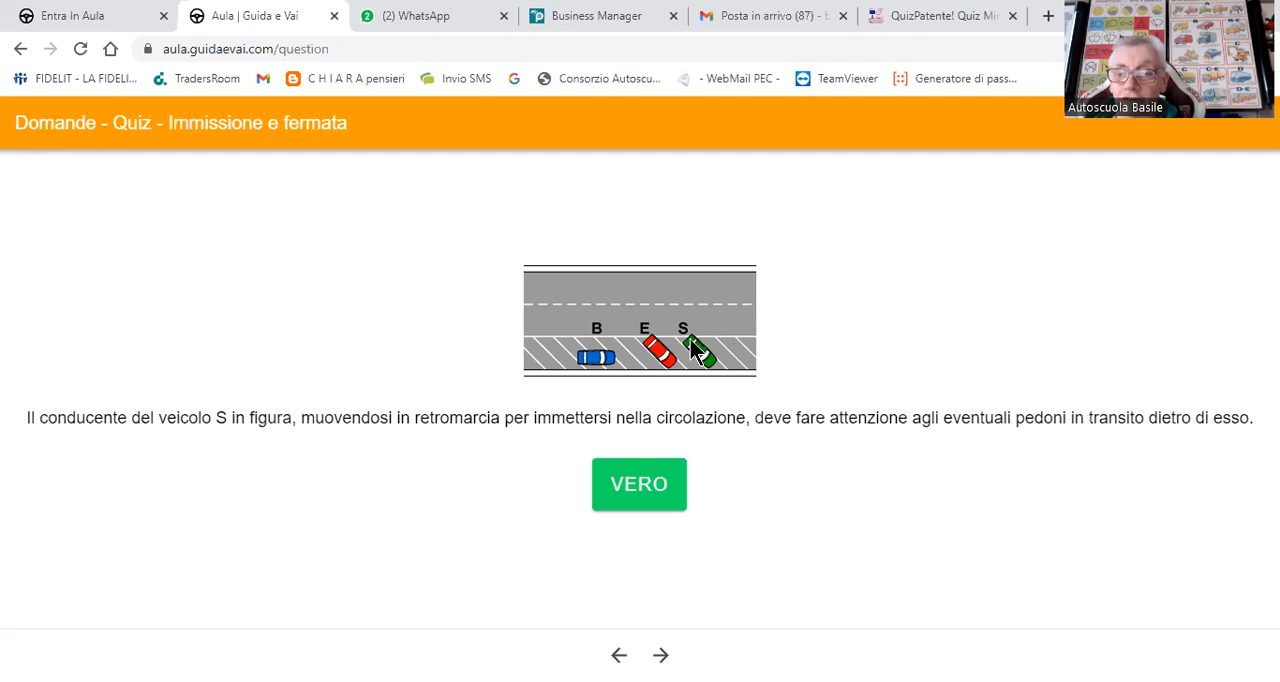 Entra In Aula
Aula | Guida e Vai
(2) WhatsApp
Business Manager
Posta in arrivo (87) - b
QuizPatente! Quiz Min
aula.guidaevai.com/question
FIDELIT - LA FIDELI...
TradersRoom
C H I A R A pensieri
Invio SMS
Consorzio Autoscu...
- WebMail PEC -
TeamViewer
Generatore di pass...
Autoscuola Basile
Domande - Quiz - Immissione e fermata
B E S
Il conducente del veicolo S in figura, muovendosi in retromarcia per immettersi nella circolazione, deve fare attenzione agli eventuali pedoni in transito dietro di esso.
VERO